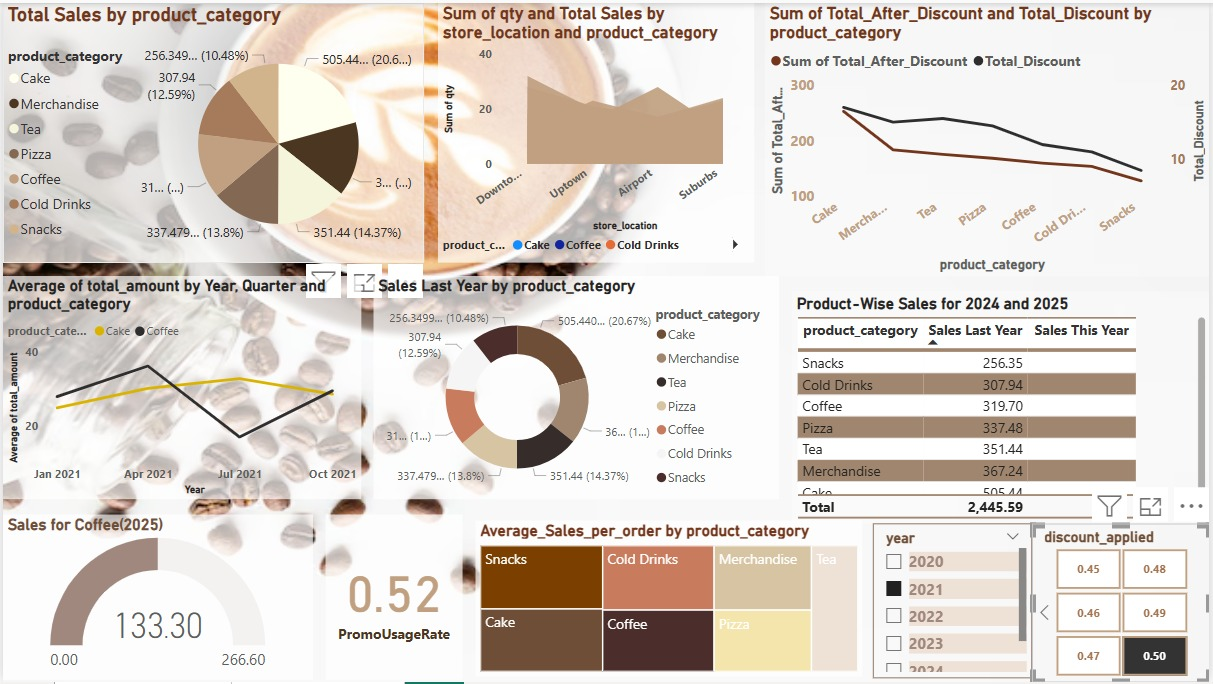 Total Sales by product_category
product_category
Cake
Merchandise
Tea
Pizza
Coffee
Cold Drinks
Snacks
256.349... (10.48%)
505.44... (20.6...)
307.94
(12.59%)
31... (...)
3... (...)
337.479... (13.8%)
351.44 (14.37%)
Sum of qty and Total Sales by
store_location and product_category
Sum of qty
40
20
0
Downto...
Uptown
Airport
Suburbs
store_location
product_c...
Cake
Coffee
Cold Drinks
Sum of Total_After_Discount and Total_Discount by
product_category
Sum of Total_After_Discount
Total_Discount
Sum of Total_Aft...
300
200
100
20
10
Total_Discount
Cake
Mercha...
Tea
Pizza
Coffee
Cold Dri...
Snacks
product_category
Average of total_amount by Year, Quarter and
product_category
product_cate...
Cake
Coffee
Average of total_amount
40
20
Jan 2021
Apr 2021
Jul 2021
Oct 2021
Year
Sales Last Year by product_category
256.3499... (10.48%)
505.440... (20.67%)
307.94
(12.59%)
31... (1...)
36... (1...)
337.479... (13.8%)
351.44 (14.37%)
product_category
Cake
Merchandise
Tea
Pizza
Coffee
Cold Drinks
Snacks
Product-Wise Sales for 2024 and 2025
product_category Sales Last Year Sales This Year
Snacks 256.35
Cold Drinks 307.94
Coffee 319.70
Pizza 337.48
Tea 351.44
Merchandise 367.24
Cake 505.44
Total 2,445.59
Sales for Coffee(2025)
133.30
0.00
266.60
0.52
PromoUsageRate
Average_Sales_per_order by product_category
Snacks
Cold Drinks
Merchandise
Tea
Cake
Coffee
Pizza
year
2020
2021
2022
2023
2024
discount_applied
0.45 0.48
0.46 0.49
0.47 0.50